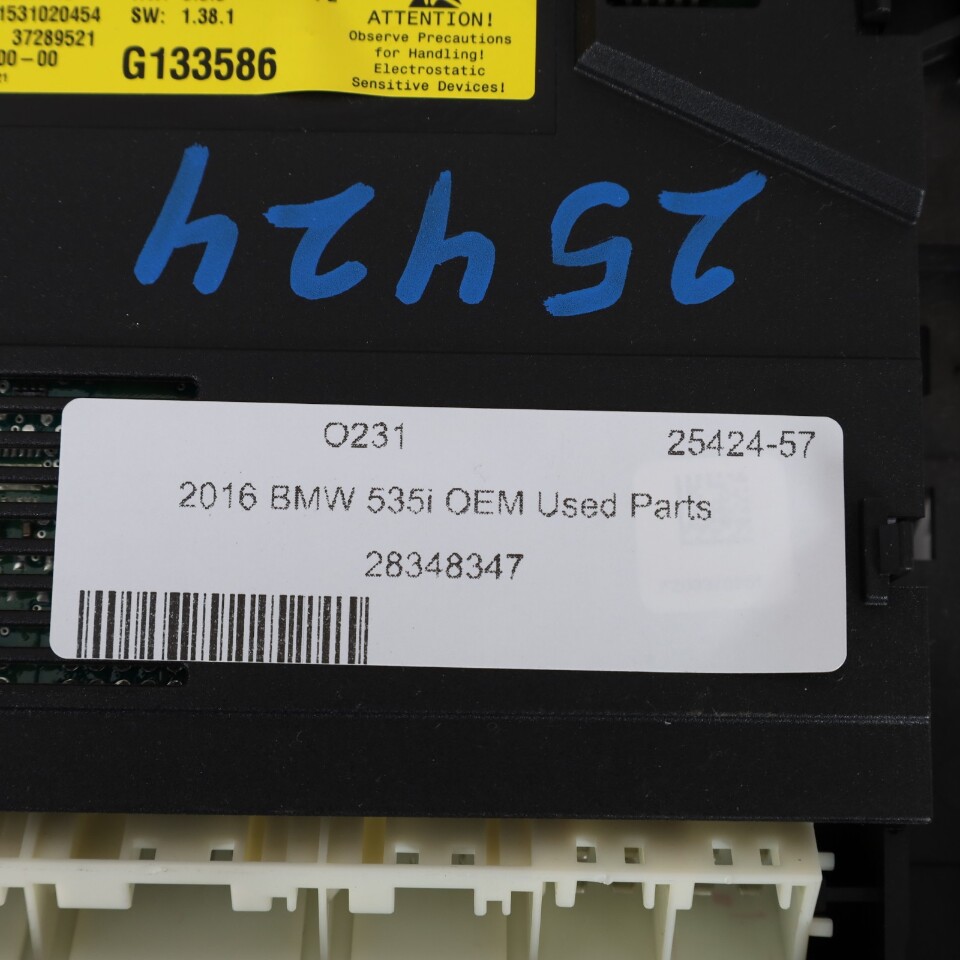 1531020454
SW: 1.38.1
37289521
00-00
21
G133586
ATTENTION!
Observe Precautions
for Handling!
Electrostatic
Sensitive Devices!
25424
O231
25424-57
2016 BMW 535i OEM Used Parts
28348347